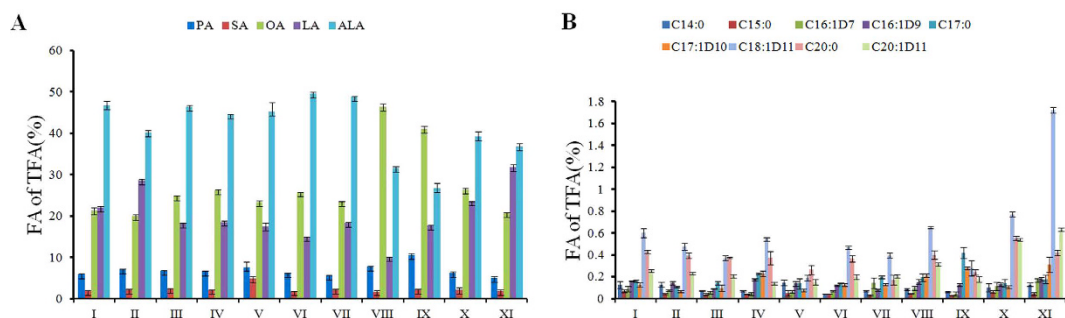 A
PA SA OA LA ALA
FA of TFA(%)
60
50
40
30
20
10
0
I II III IV V VI VII VIII IX X XI
B
C14:0 C15:0 C16:1D7 C16:1D9 C17:0
C17:1D10 C18:1D11 C20:0 C20:1D11
FA of TFA(%)
1.8
1.6
1.4
1.2
1
0.8
0.6
0.4
0.2
0
I II III IV V VI VII VIII IX X XI